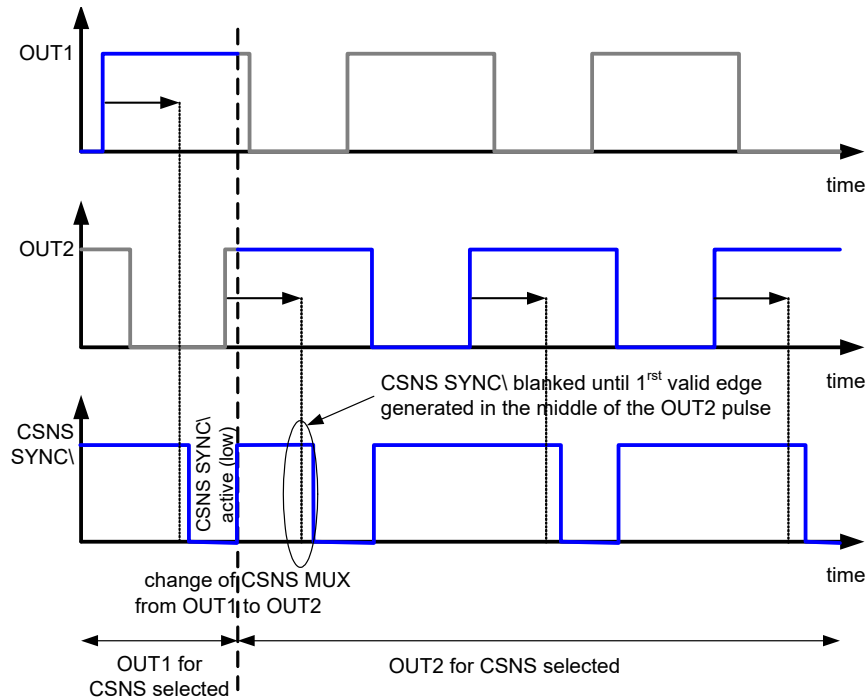 OUT1
time
OUT2
time
CSNS SYNC\ blanked until 1rst valid edge
generated in the middle of the OUT2 pulse
CSNS
SYNC\
CSNS SYNC\
active (low)
time
change of CSNS MUX
from OUT1 to OUT2
OUT1 for
CSNS selected
OUT2 for CSNS selected